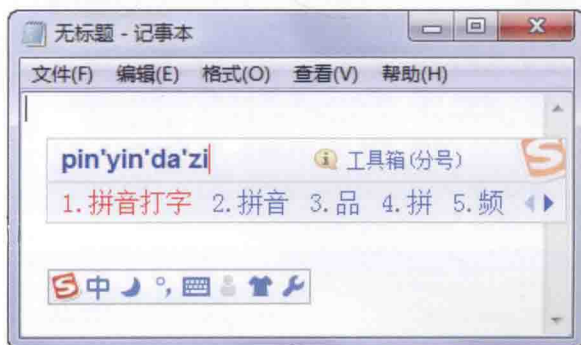 无标题 - 记事本
文件(F) 编辑(E) 格式(O) 查看(V) 帮助(H)
pin'yin'da'zi 工具箱(分号)
1.拼音打字 2.拼音 3.品 4.拼 5.频
中 °,